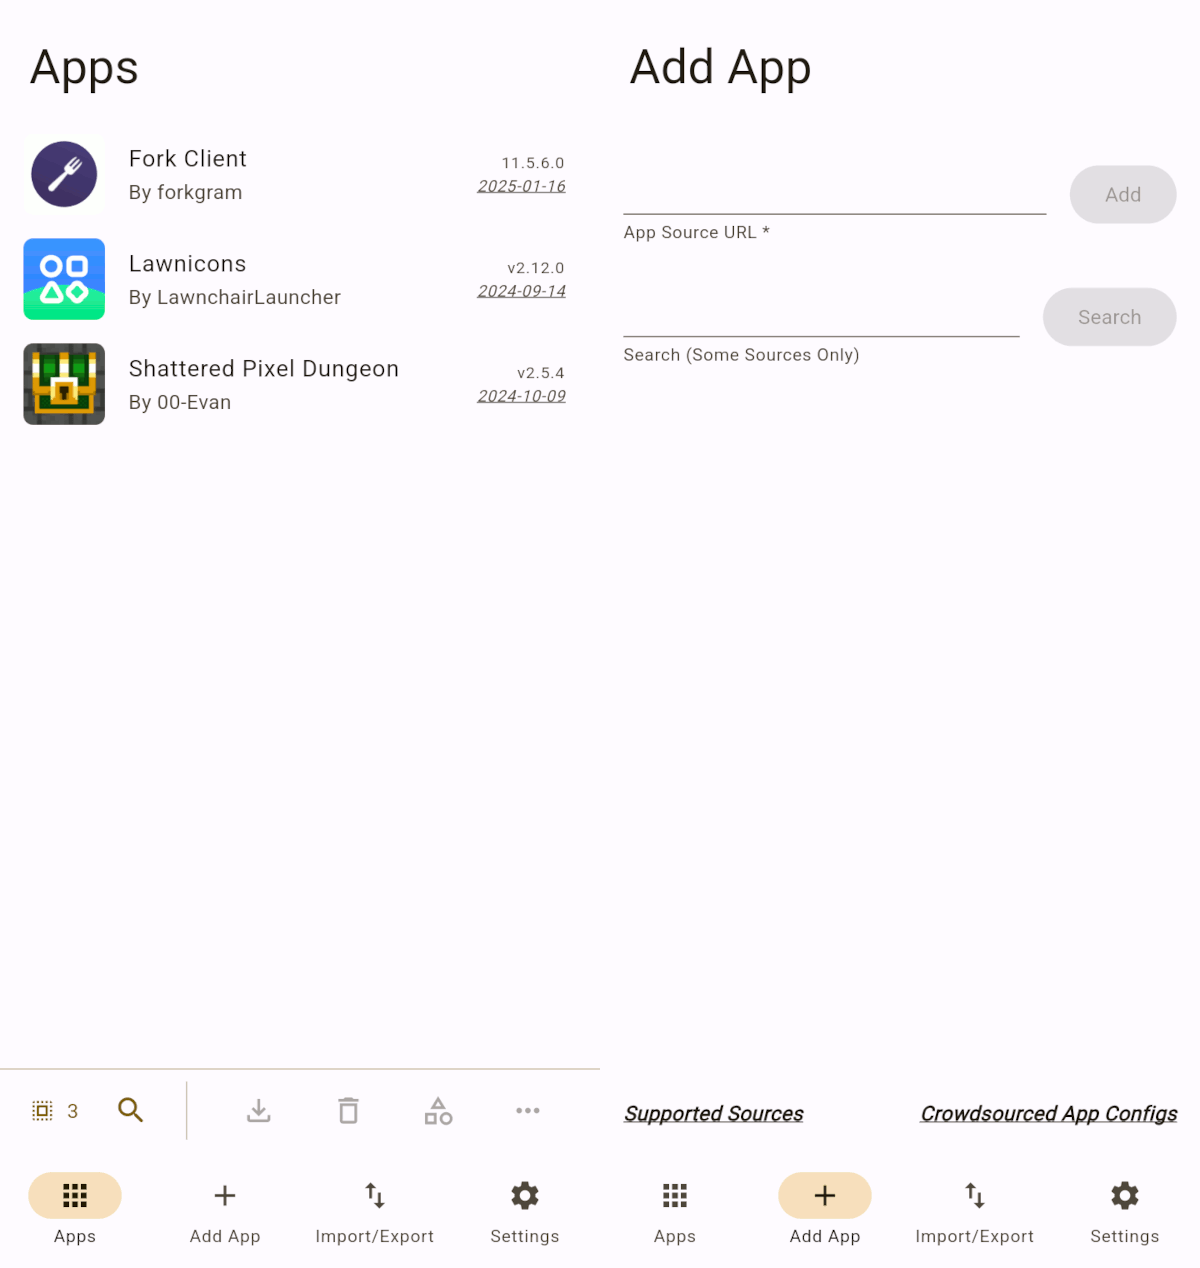 Apps
Fork Client
By forkgram
11.5.6.0
2025-01-16
Lawnicons
By LawnchairLauncher
v2.12.0
2024-09-14
Shattered Pixel Dungeon
By 00-Evan
v2.5.4
2024-10-09
3
Apps
Add App
Import/Export
Settings
Add App
App Source URL *
Add
Search (Some Sources Only)
Search
Supported Sources
Crowdsourced App Configs
Apps
Add App
Import/Export
Settings